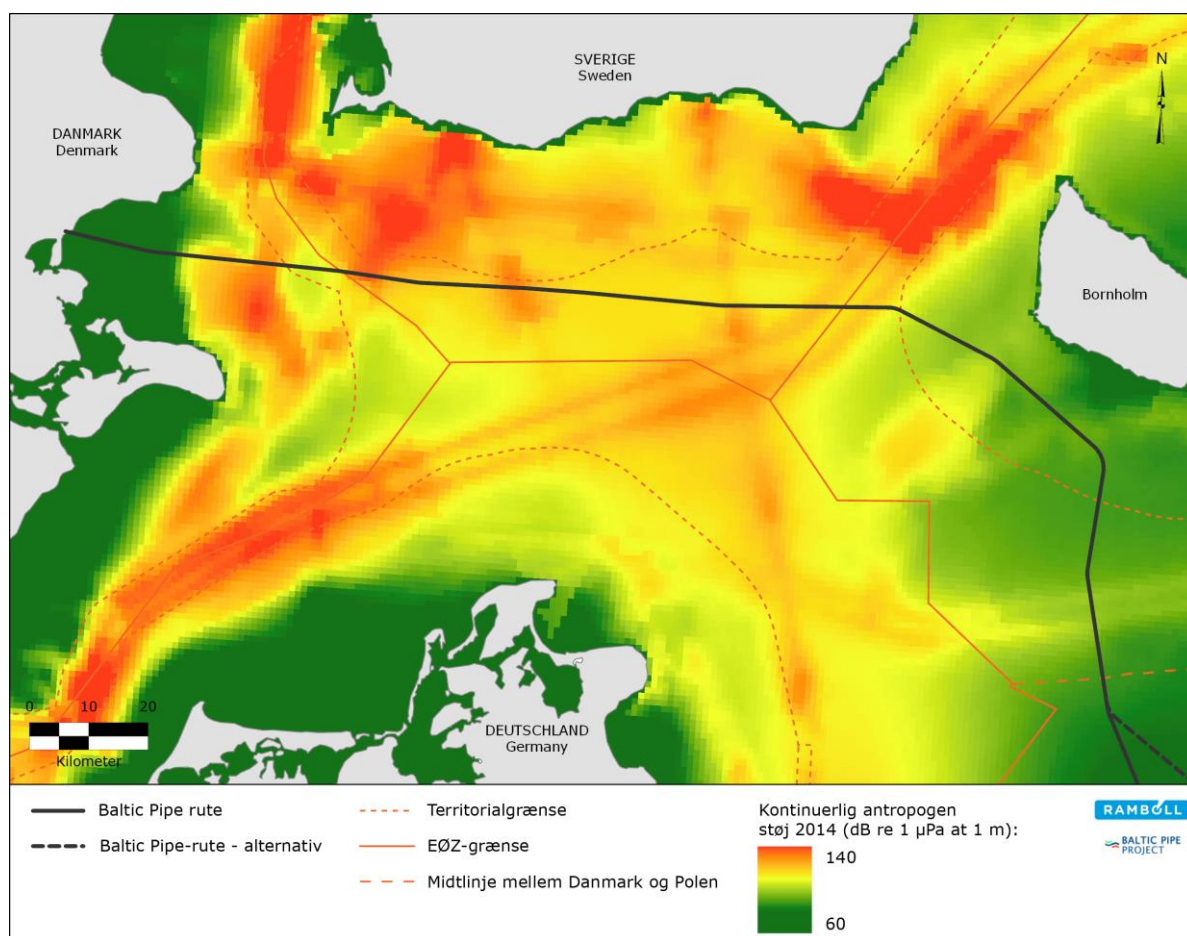 SVERIGE
Sweden
N
DANMARK
Denmark
Bornholm
0 10 20
Kilometer
DEUTSCHLAND
Germany
Baltic Pipe rute
Baltic Pipe-rute - alternativ
Territorialgrænse
EØZ-grænse
Midtlinje mellem Danmark og Polen
Kontinuerlig antropogen
støj 2014 (dB re 1 µPa at 1 m):
140
60
RAMBOLL
BALTIC PIPE
PROJECT